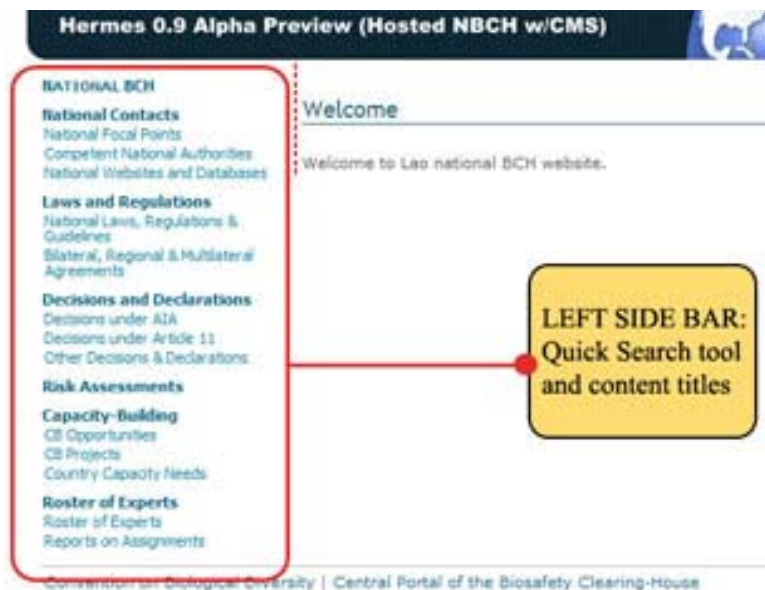 Hermes 0.9 Alpha Preview (Hosted NBCH w/CMS)
NATIONAL BCH
National Contacts
National Focal Points
Competent National Authorities
National Websites and Databases
Laws and Regulations
National Laws, Regulations &
Guidelines
Bilateral, Regional & Multilateral
Agreements
Decisions and Declarations
Decisions under AIA
Decisions under Article 11
Other Decisions & Declarations
Risk Assessments
Capacity-Building
CB Opportunities
CB Projects
Country Capacity Needs
Roster of Experts
Roster of Experts
Reports on Assignments
Welcome
Welcome to Lao national BCH website.
LEFT SIDE BAR:
Quick Search tool
and content titles
Convention on Biological Diversity | Central Portal of the Biosafety Clearing-House